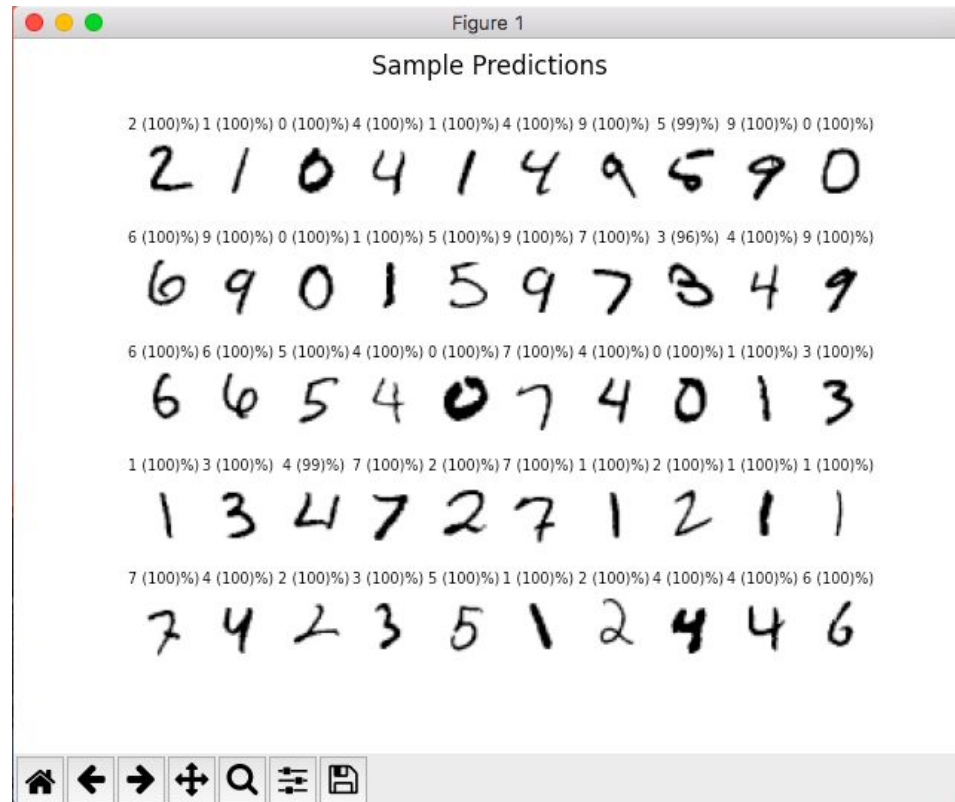 Figure 1
Sample Predictions
2 (100)%) 1 (100)%) 0 (100)%) 4 (100)%) 1 (100)%) 4 (100)%) 9 (100)%) 5 (99)%) 9 (100)%) 0 (100)%)
2 1 0 4 1 4 9 5 9 0
6 (100)%) 9 (100)%) 0 (100)%) 1 (100)%) 5 (100)%) 9 (100)%) 7 (100)%) 3 (96)%) 4 (100)%) 9 (100)%)
6 9 0 1 5 9 7 3 4 9
6 (100)%) 6 (100)%) 5 (100)%) 4 (100)%) 0 (100)%) 7 (100)%) 4 (100)%) 0 (100)%) 1 (100)%) 3 (100)%)
6 6 5 4 0 7 4 0 1 3
1 (100)%) 3 (100)%) 4 (99)%) 7 (100)%) 2 (100)%) 7 (100)%) 1 (100)%) 2 (100)%) 1 (100)%) 1 (100)%)
1 3 4 7 2 7 1 2 1 1
7 (100)%) 4 (100)%) 2 (100)%) 3 (100)%) 5 (100)%) 1 (100)%) 2 (100)%) 4 (100)%) 4 (100)%) 6 (100)%)
7 4 2 3 5 1 2 4 4 6